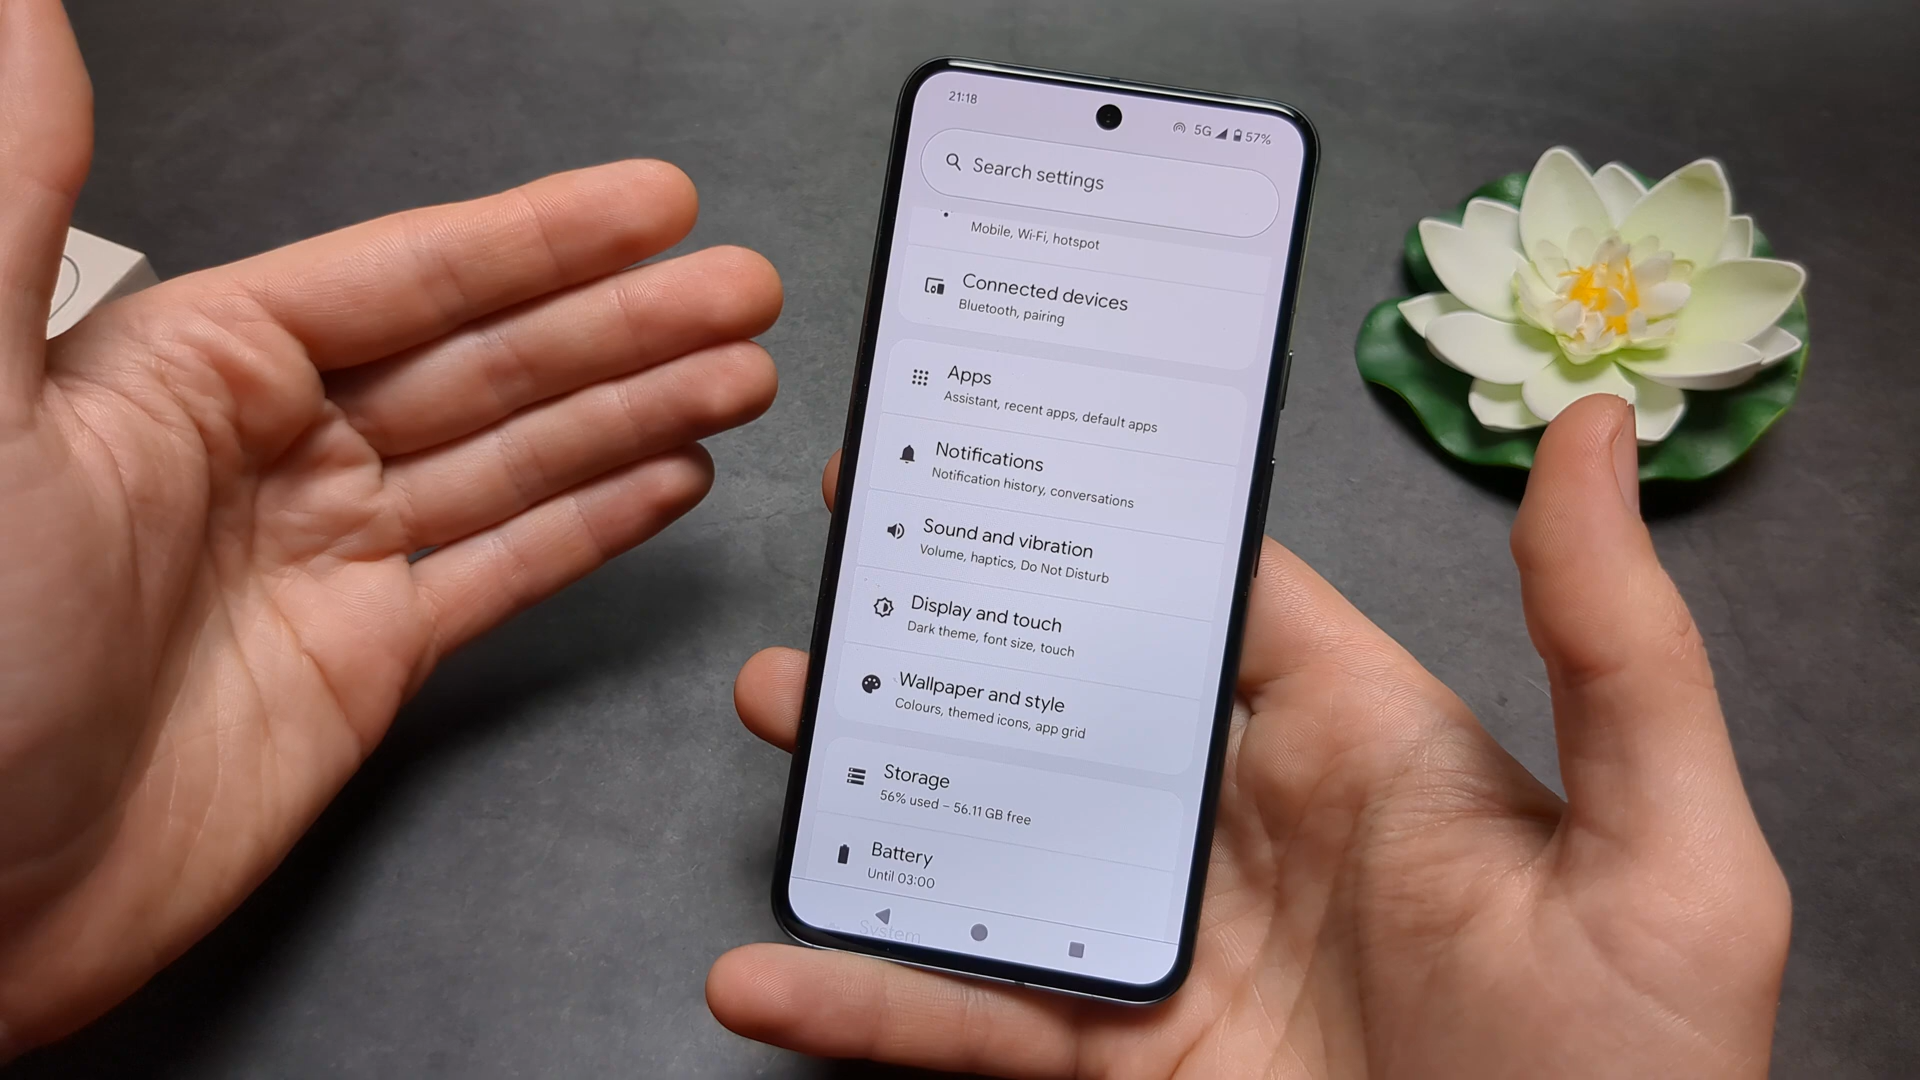 21:18
5G 57%
Search settings
Mobile, Wi-Fi, hotspot
Connected devices
Bluetooth, pairing
Apps
Assistant, recent apps, default apps
Notifications
Notification history, conversations
Sound and vibration
Volume, haptics, Do Not Disturb
Display and touch
Dark theme, font size, touch
Wallpaper and style
Colours, themed icons, app grid
Storage
56% used – 56.11 GB free
Battery
Until 03:00
System